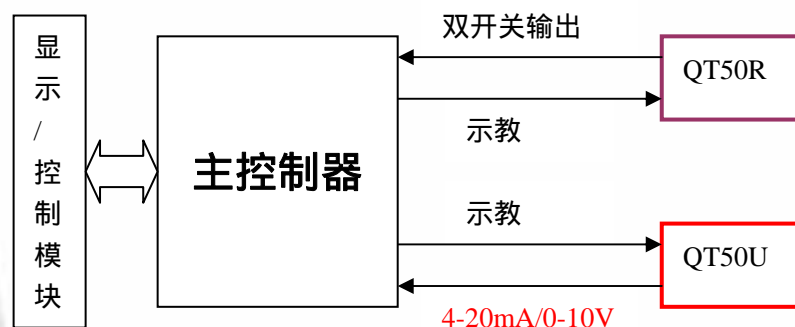 显示/控制模块
主控制器
双开关输出
QT50R
示教
示教
QT50U
4-20mA/0-10V